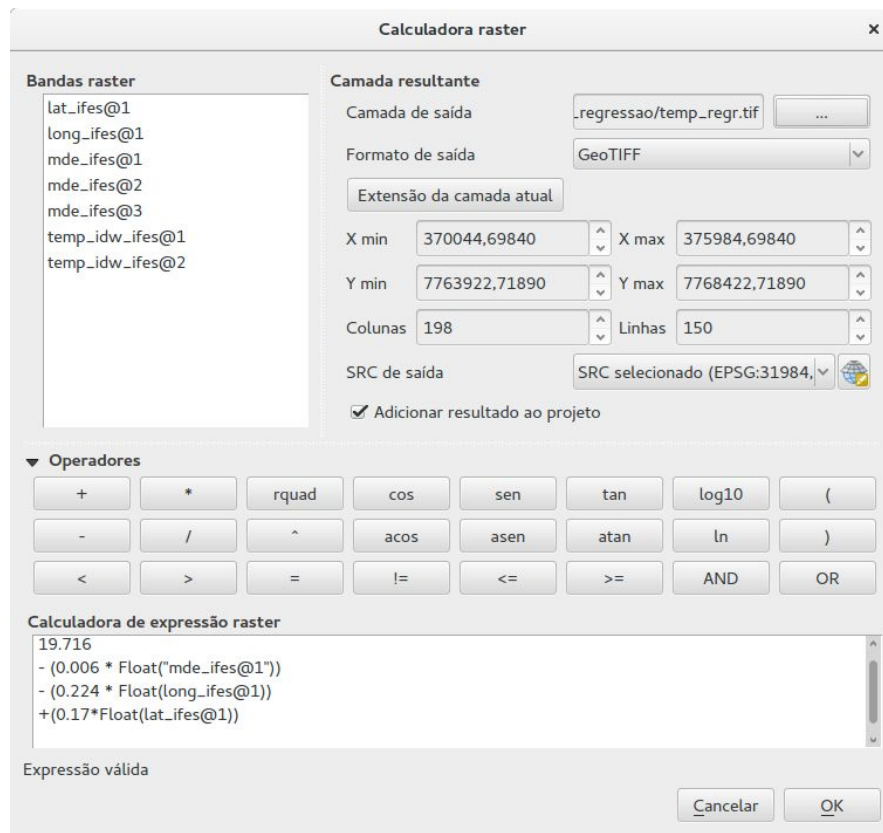 Calculadora raster ×
Bandas raster
lat_ifes@1
long_ifes@1
mde_ifes@1
mde_ifes@2
mde_ifes@3
temp_idw_ifes@1
temp_idw_ifes@2
Camada resultante
Camada de saída _regressao/temp_regr.tif ...
Formato de saída GeoTIFF
Extensão da camada atual
X min 370044,69840 X max 375984,69840
Y min 7763922,71890 Y max 7768422,71890
Colunas 198 Linhas 150
SRC de saída SRC selecionado (EPSG:31984,
Adicionar resultado ao projeto
Operadores
+ * rquad cos sen tan log10 (
- / ^ acos asen atan ln )
< > = != <= >= AND OR
Calculadora de expressão raster
19.716
- (0.006 * Float("mde_ifes@1"))
- (0.224 * Float(long_ifes@1))
+(0.17*Float(lat_ifes@1))
Expressão válida
Cancelar OK